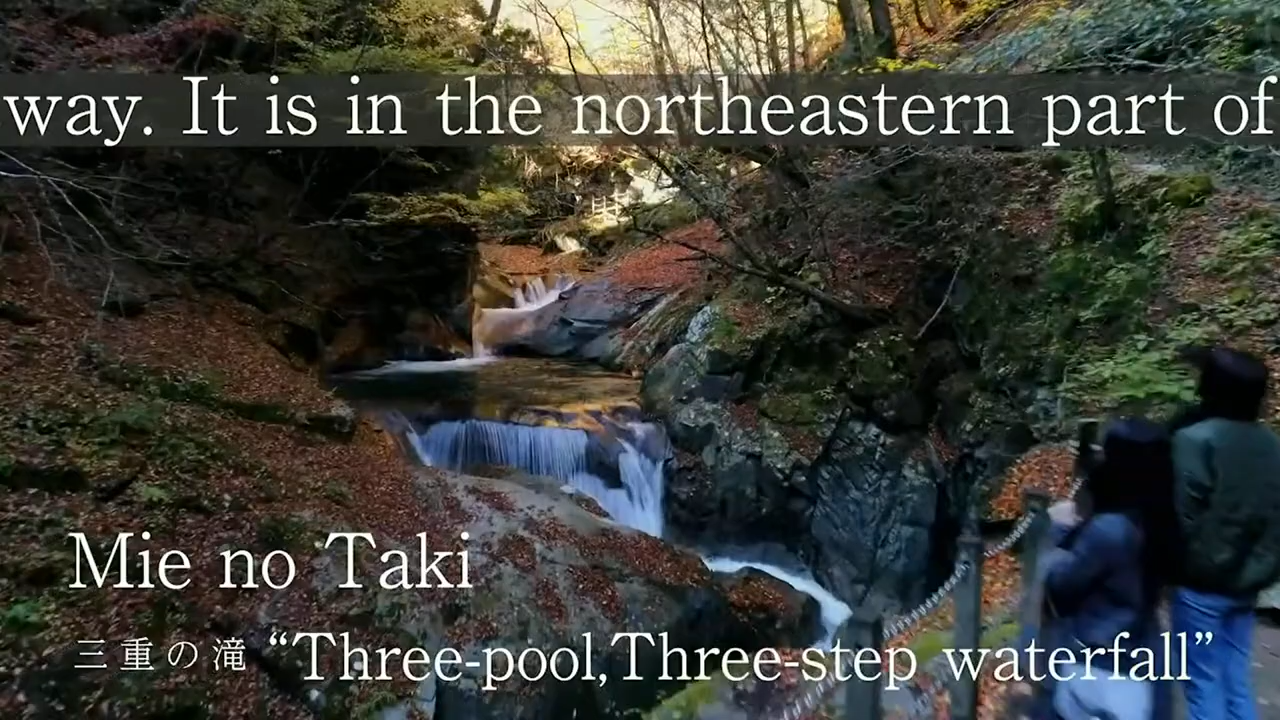 way. It is in the northeastern part of
Mie no Taki
三重の滝 “Three-pool, Three-step waterfall”